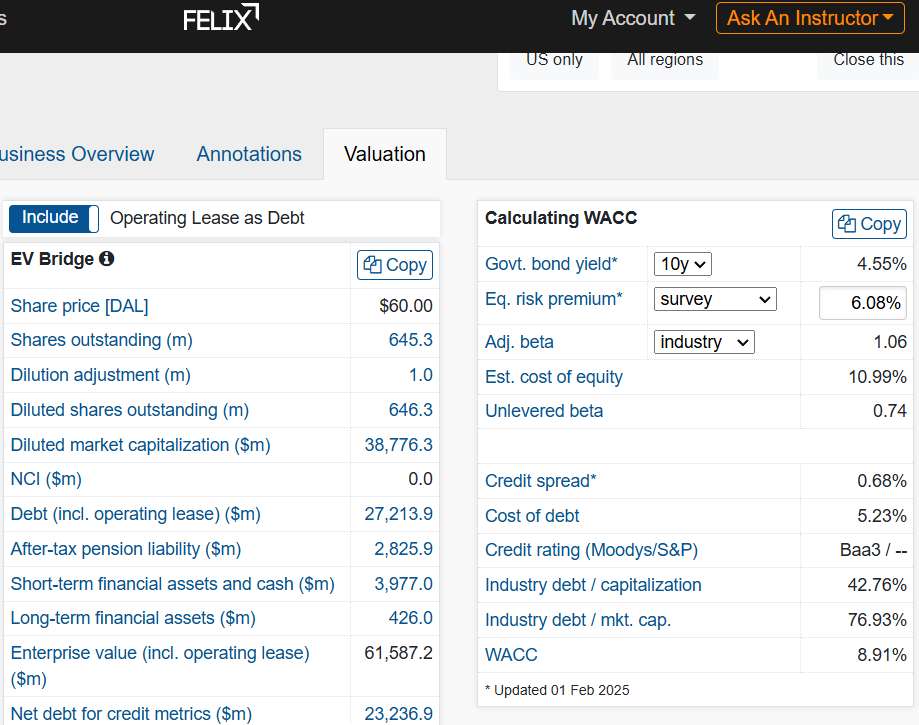 s
FELIX
My Account
Ask An Instructor
US only
All regions
Close this
usiness Overview
Annotations
Valuation
Include
Operating Lease as Debt
EV Bridge
Copy
Share price [DAL] $60.00
Shares outstanding (m) 645.3
Dilution adjustment (m) 1.0
Diluted shares outstanding (m) 646.3
Diluted market capitalization ($m) 38,776.3
NCI ($m) 0.0
Debt (incl. operating lease) ($m) 27,213.9
After-tax pension liability ($m) 2,825.9
Short-term financial assets and cash ($m) 3,977.0
Long-term financial assets ($m) 426.0
Enterprise value (incl. operating lease) 61,587.2
($m)
Net debt for credit metrics ($m) 23,236.9
Calculating WACC
Copy
Govt. bond yield* 10y 4.55%
Eq. risk premium* survey 6.08%
Adj. beta industry 1.06
Est. cost of equity 10.99%
Unlevered beta 0.74
Credit spread* 0.68%
Cost of debt 5.23%
Credit rating (Moodys/S&P) Baa3 / --
Industry debt / capitalization 42.76%
Industry debt / mkt. cap. 76.93%
WACC 8.91%
* Updated 01 Feb 2025